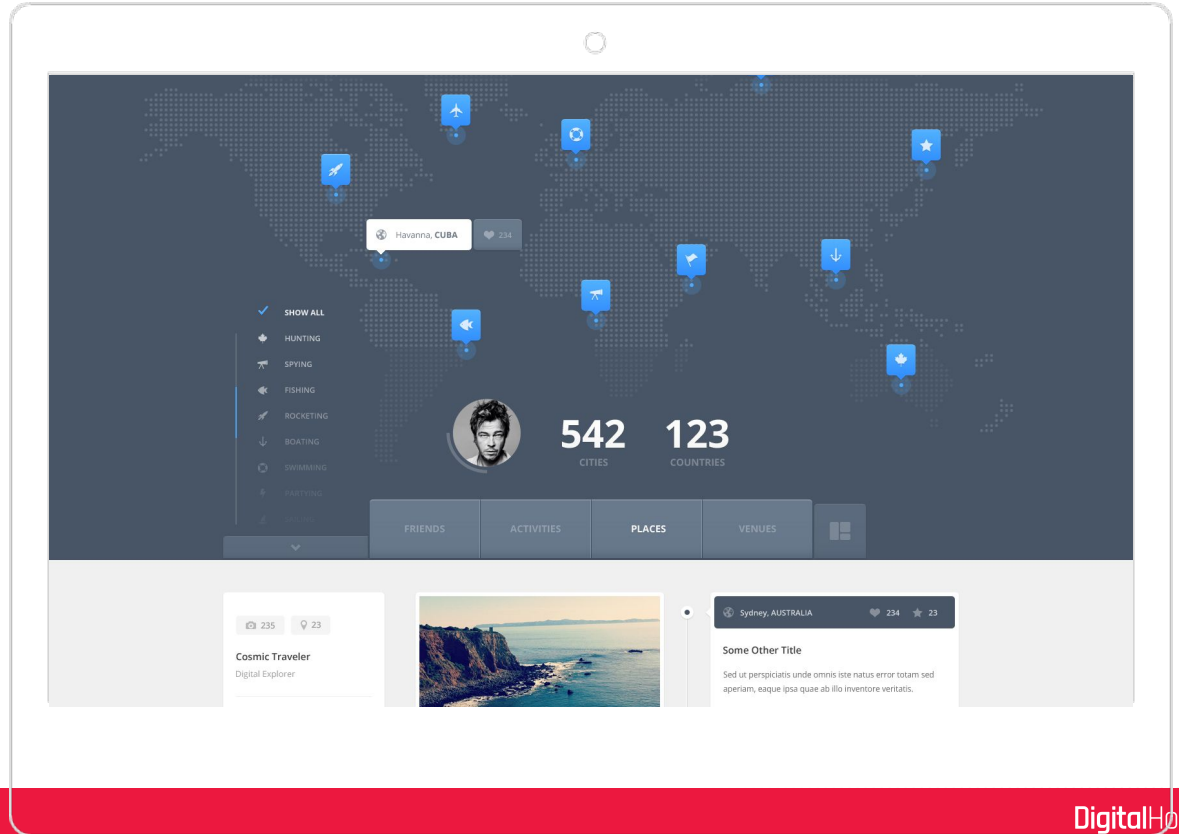 Havanna, CUBA 234
SHOW ALL
HUNTING
SPYING
FISHING
ROCKETING
BOATING
SWIMMING
PARTYING
542
CITIES
123
COUNTRIES
FRIENDS
ACTIVITIES
PLACES
VENUES
235 23
Cosmic Traveler
Digital Explorer
Sydney, AUSTRALIA 234 23
Some Other Title
Sed ut perspiciatis unde omnis iste natus error totam sed
aperiam, eaque ipsa quae ab illo inventore veritatis.
DigitalHo